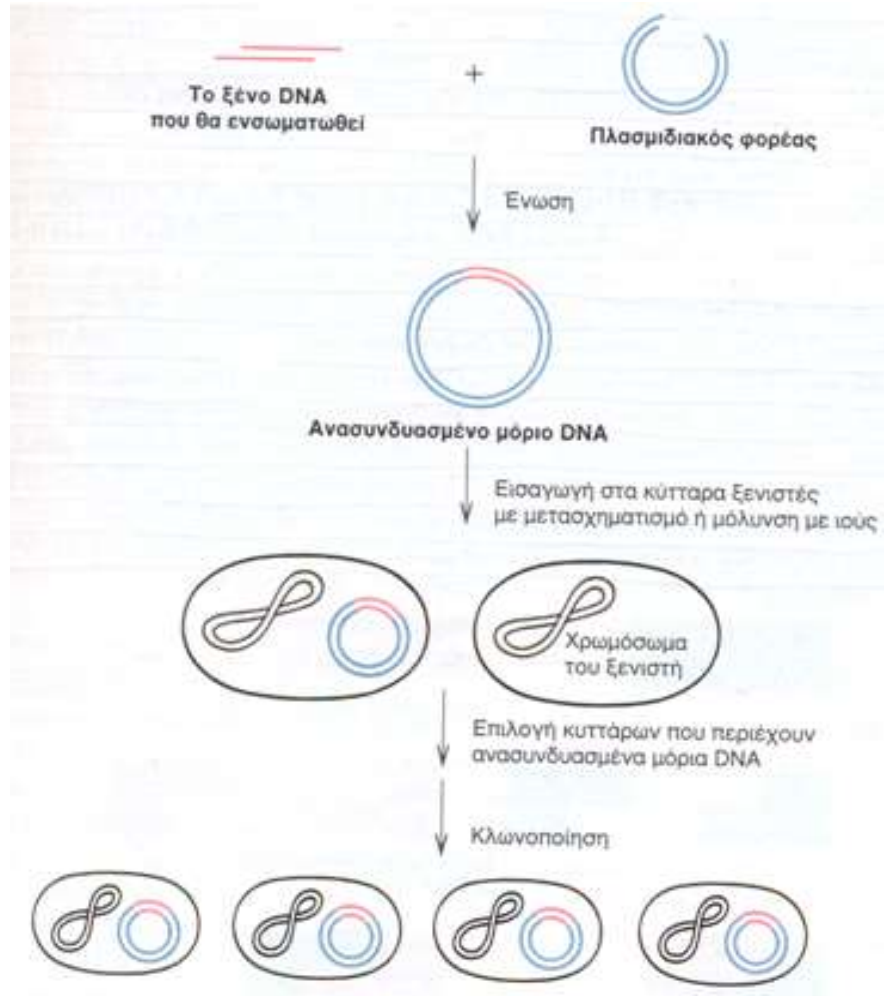 Το ξένο DNA
που θα ενσωματωθεί
+
Πλασμιδιακός φορέας
Ένωση
Ανασυνδυασμένο μόριο DNA
Εισαγωγή στα κύτταρα ξενιστές
με μετασχηματισμό ή μόλυνση με ιούς
Χρωμόσωμα
του ξενιστή
Επιλογή κυττάρων που περιέχουν
ανασυνδυασμένα μόρια DNA
Κλωνοποίηση